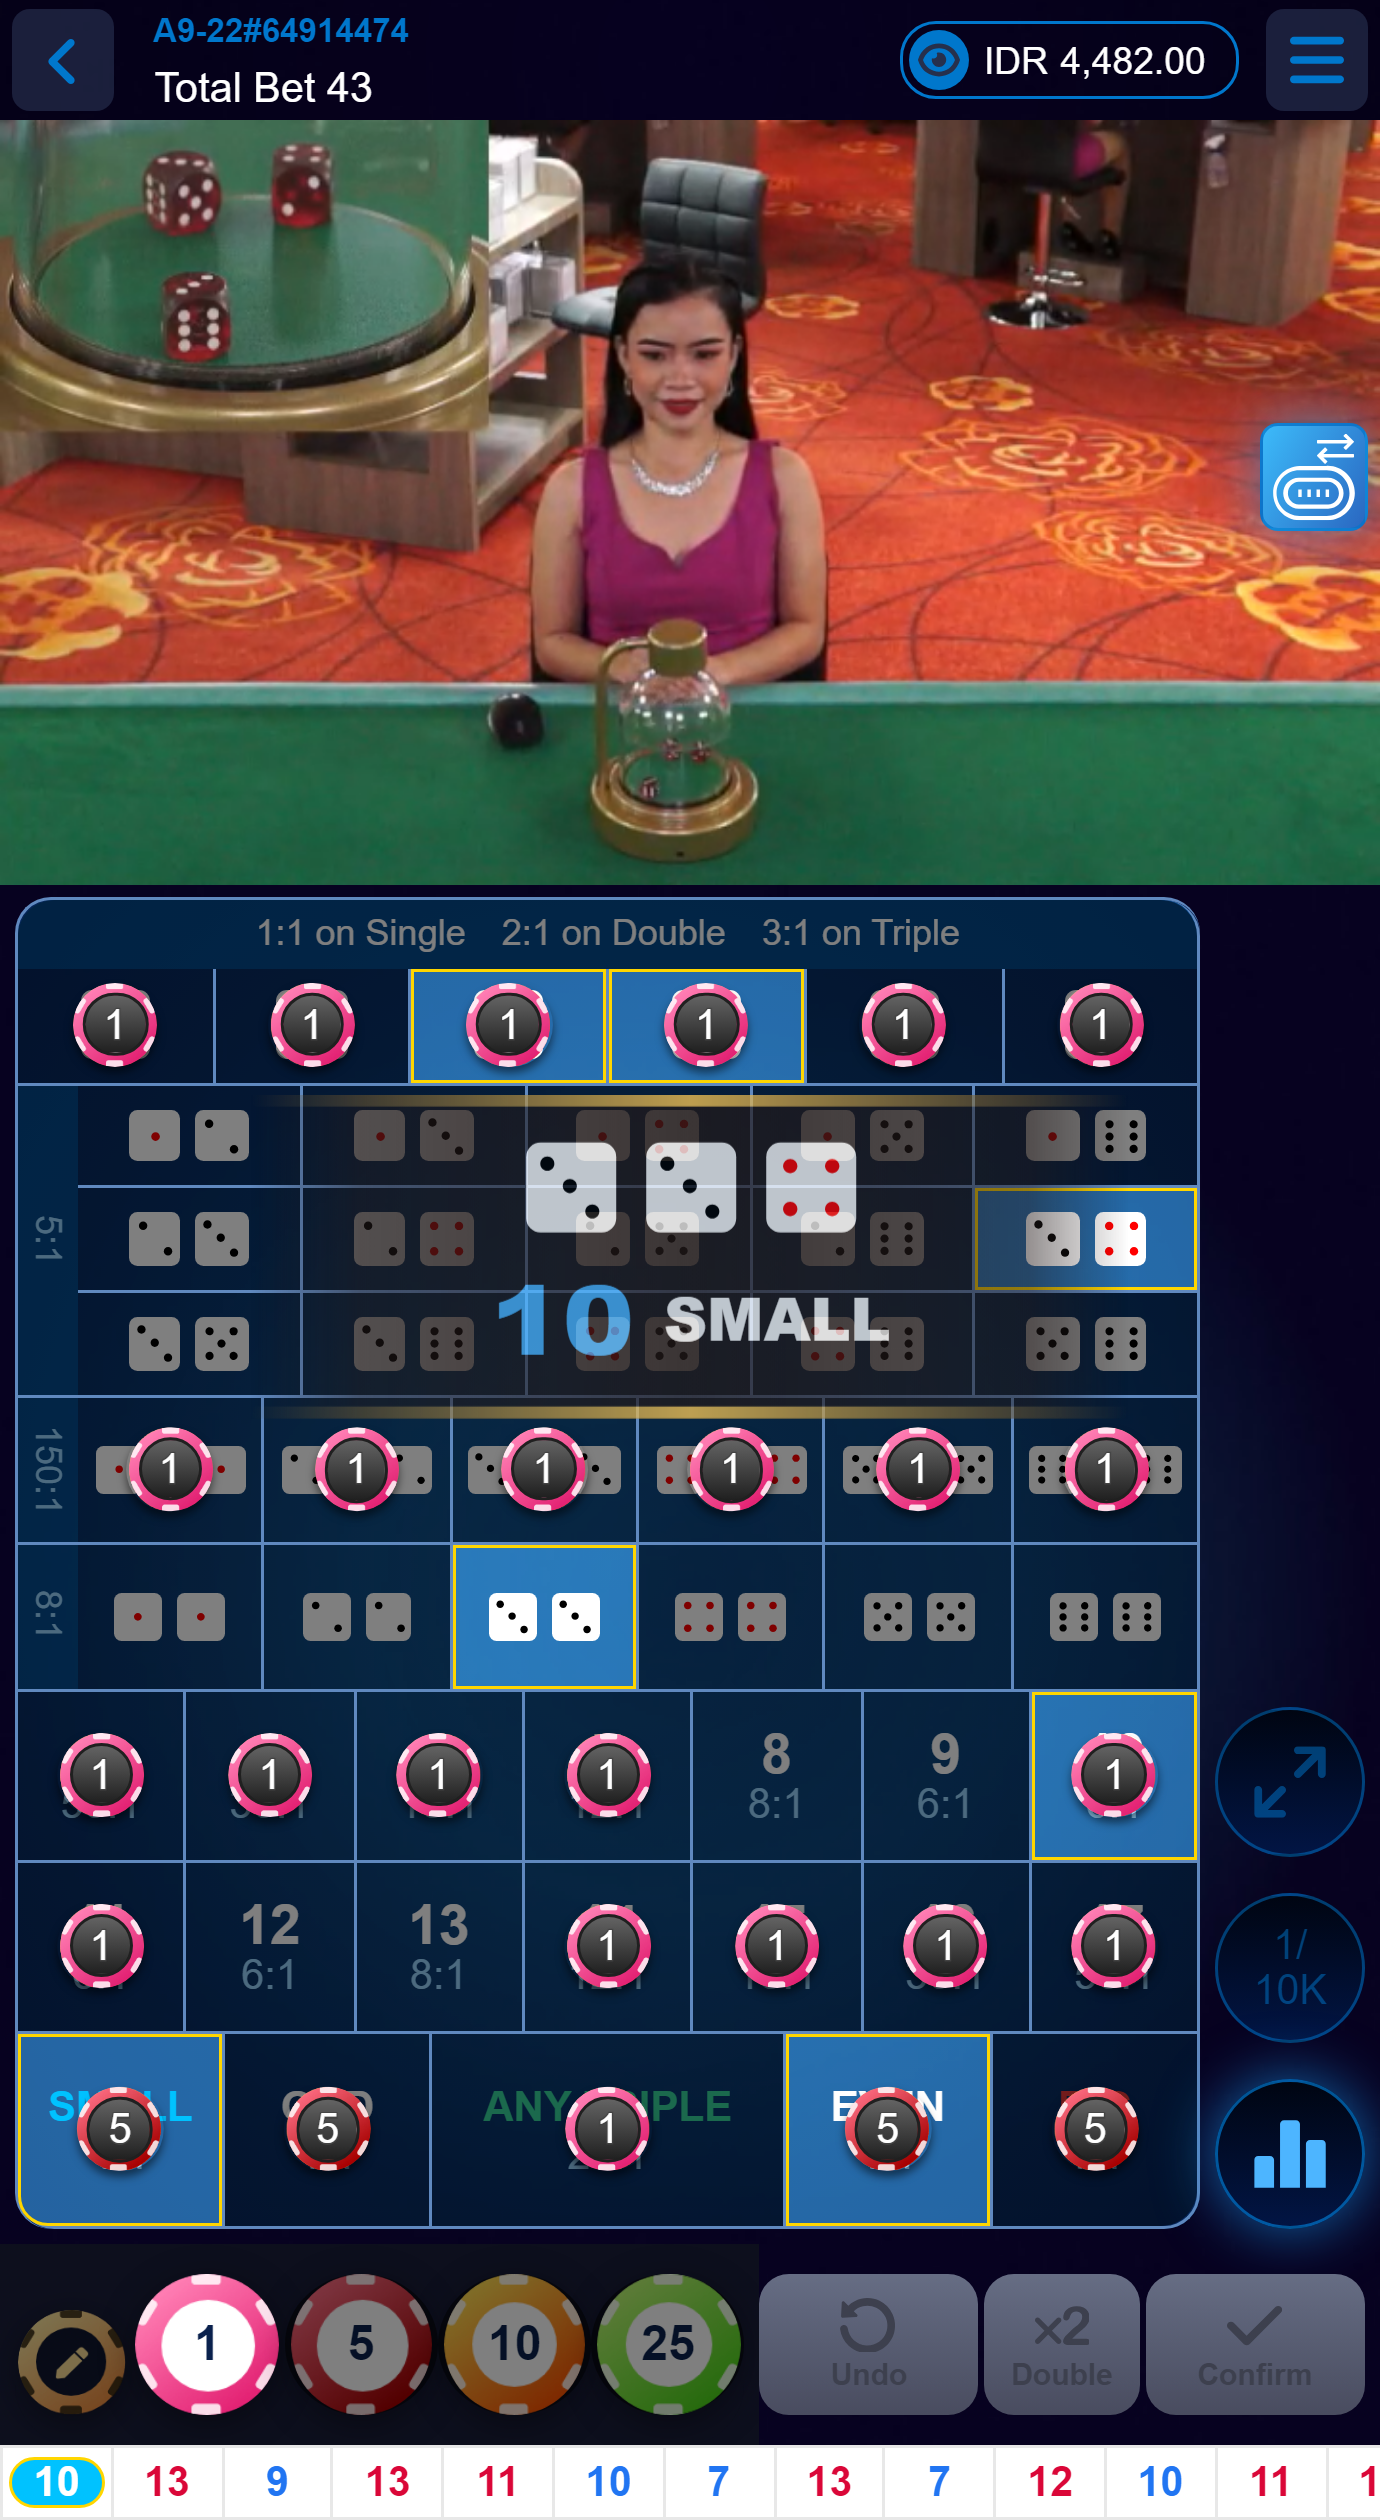 A9-22#64914474
Total Bet 43
IDR 4,482.00
1:1 on Single 2:1 on Double 3:1 on Triple
1 1 1 1 1 1
5:1
10 SMALL
150:1
1 1 1 1 1 1
8:1
1 1 1 1 8 9 1
8:1 6:1
1 12 13 1 1 1 1
6:1 8:1
1/
10K
5 5 1 5 5
1 5 10 25
x2
Undo Double Confirm
10 13 9 13 11 10 7 13 7 12 10 11